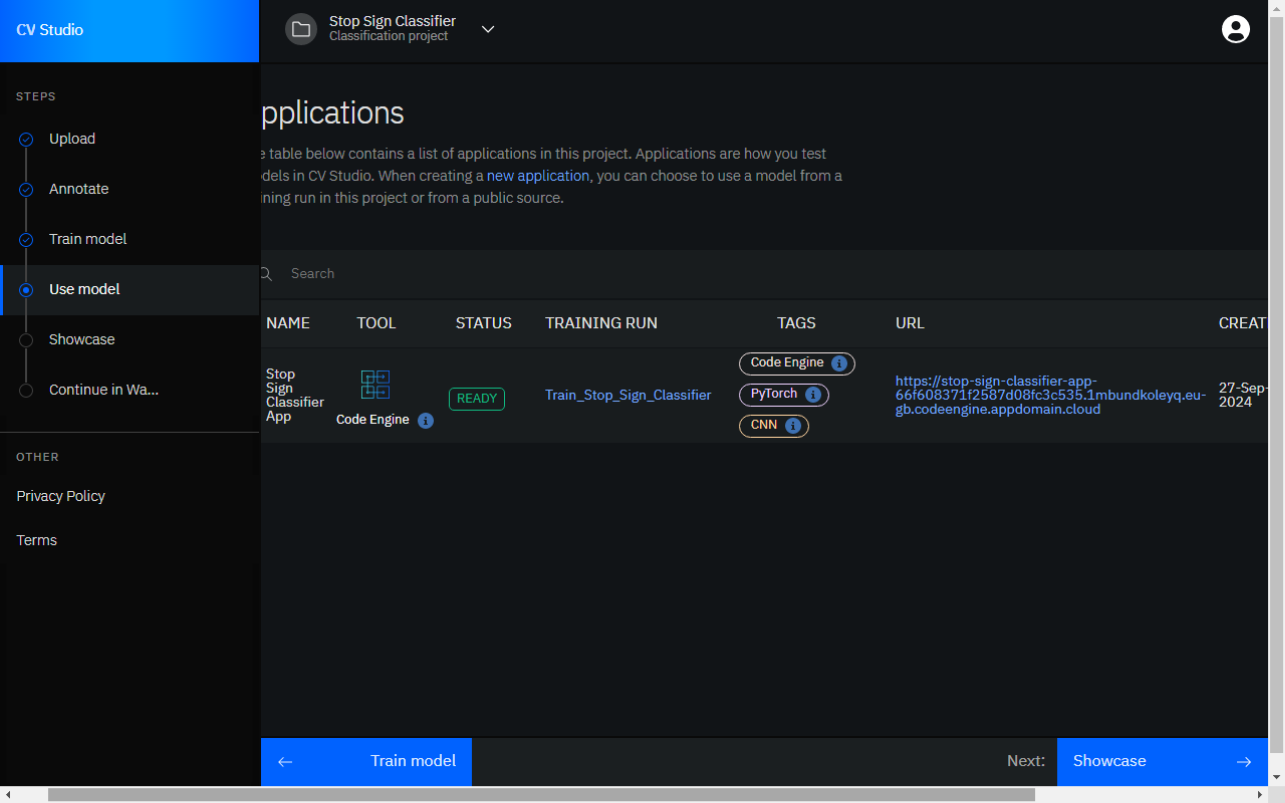 CV Studio
Stop Sign Classifier
Classification project
STEPS
Upload
Annotate
Train model
Use model
Showcase
Continue in Wa...
OTHER
Privacy Policy
Terms
pplications
e table below contains a list of applications in this project. Applications are how you test
dels in CV Studio. When creating a new application, you can choose to use a model from a
ning run in this project or from a public source.
Search
NAME TOOL STATUS TRAINING RUN TAGS URL CREAT
Stop
Sign
Classifier
App
Code Engine
READY
Train_Stop_Sign_Classifier
Code Engine
PyTorch
CNN
https://stop-sign-classifier-app-
66f608371f2587d08fc3c535.1mbundkoleyq.eu-
gb.codeengine.appdomain.cloud
27-Sep-
2024
Train model
Next:
Showcase